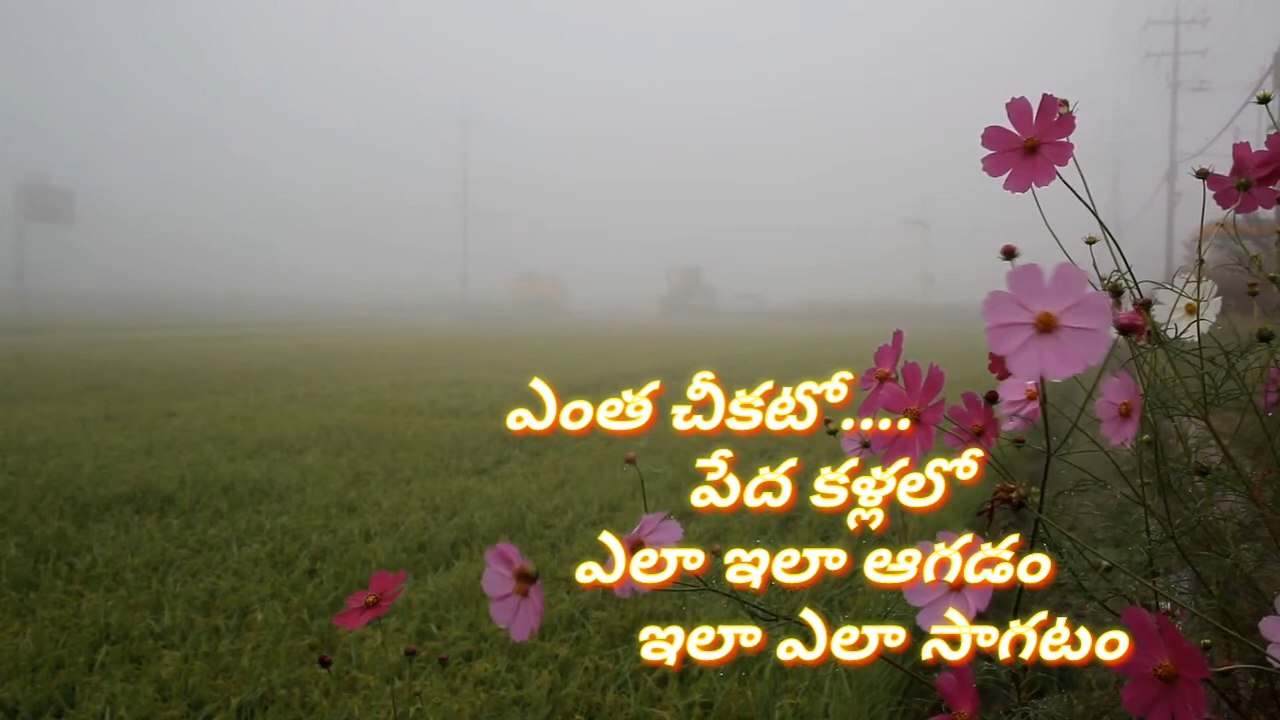 ఎంత చీకటో....
పేద కళ్లలో
ఎలా ఇలా ఆగడం
ఇలా ఎలా సాగటం